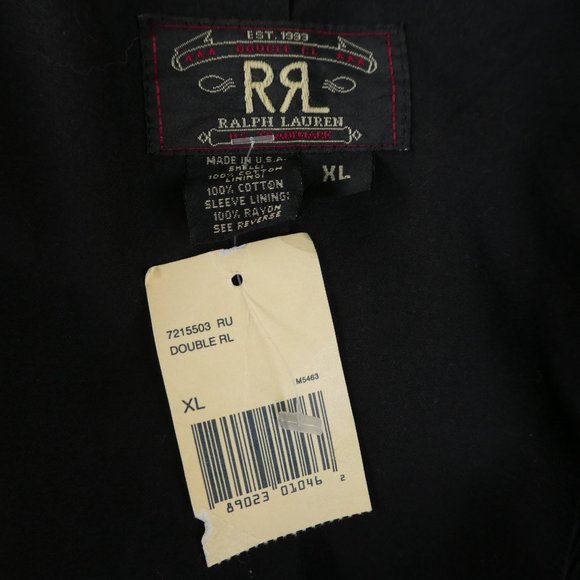 EST. 1993
DOUBLE RL
RRL
RALPH LAUREN
MADE IN U.S.A.
SHELL:
100% COTTON
LINING:
100% COTTON
SLEEVE LINING:
100% RAYON
SEE REVERSE
XL
7215503 RU
DOUBLE RL
M5463
XL
89023 01046 2